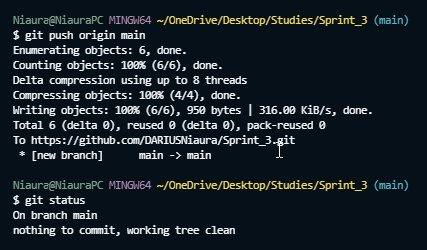 Niaura@NiauraPC MINGW64 ~/OneDrive/Desktop/Studies/Sprint_3 (main)
$ git push origin main
Enumerating objects: 6, done.
Counting objects: 100% (6/6), done.
Delta compression using up to 8 threads
Compressing objects: 100% (4/4), done.
Writing objects: 100% (6/6), 950 bytes | 316.00 KiB/s, done.
Total 6 (delta 0), reused 0 (delta 0), pack-reused 0
To https://github.com/DARIUSNiaura/Sprint_3.git
 * [new branch]      main -> main
Niaura@NiauraPC MINGW64 ~/OneDrive/Desktop/Studies/Sprint_3 (main)
$ git status
On branch main
nothing to commit, working tree clean